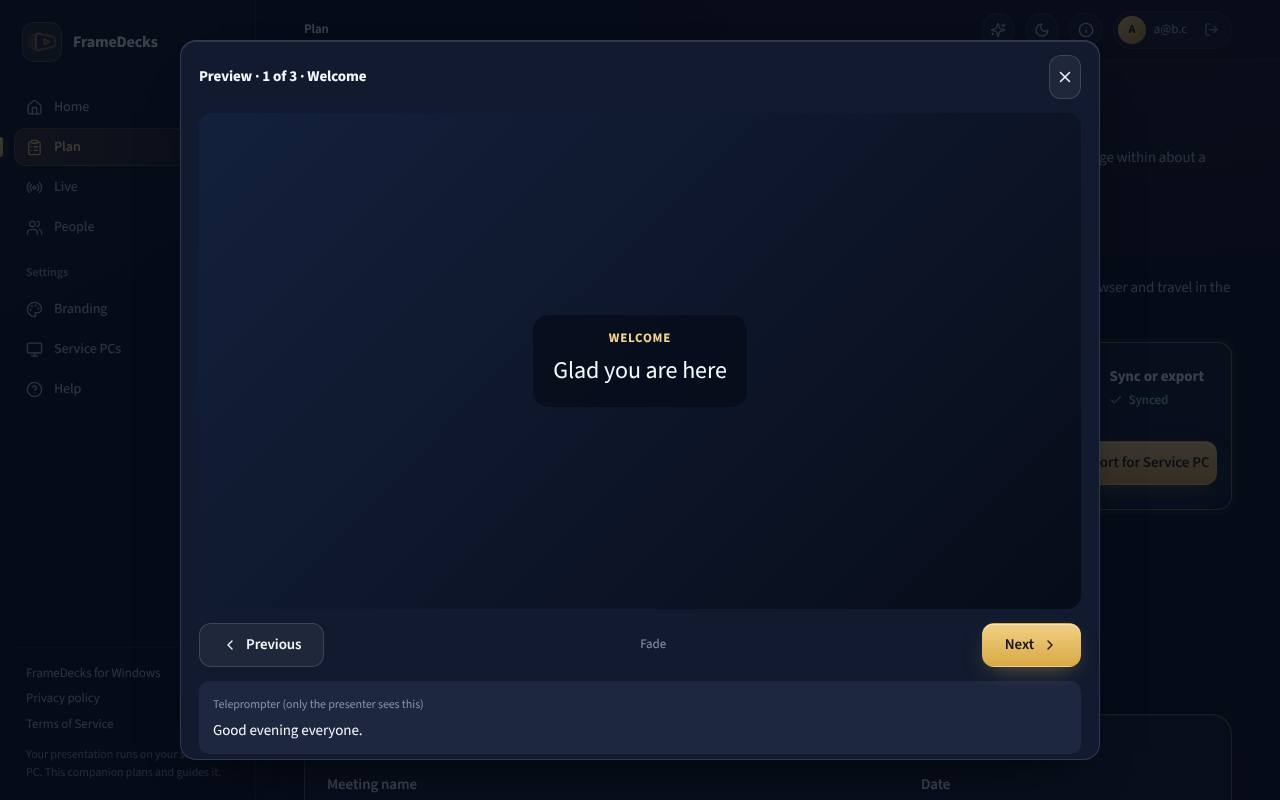 FrameDecks
Plan
A
a@b.c
Home
Plan
Live
People
Settings
Branding
Service PCs
Help
FrameDecks for Windows
Privacy policy
Terms of Service
Your presentation runs on your
PC. This companion plans and guides it.
Preview · 1 of 3 · Welcome
WELCOME
Glad you are here
Previous
Fade
Next
Teleprompter (only the presenter sees this)
Good evening everyone.
ge within about a
wser and travel in the
Sync or export
Synced
ort for Service PC
Meeting name
Date